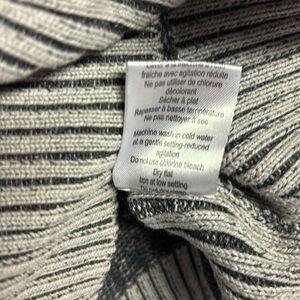 fraîche avec agitation réduite
Ne pas utiliser de chlorure
décolorant
Sécher à plat
Repasser à basse température
Ne pas nettoyer à sec
Machine wash in cold water
at a gentle setting-reduced
agitation
Do not use chlorine bleach
Dry flat
Iron at low setting